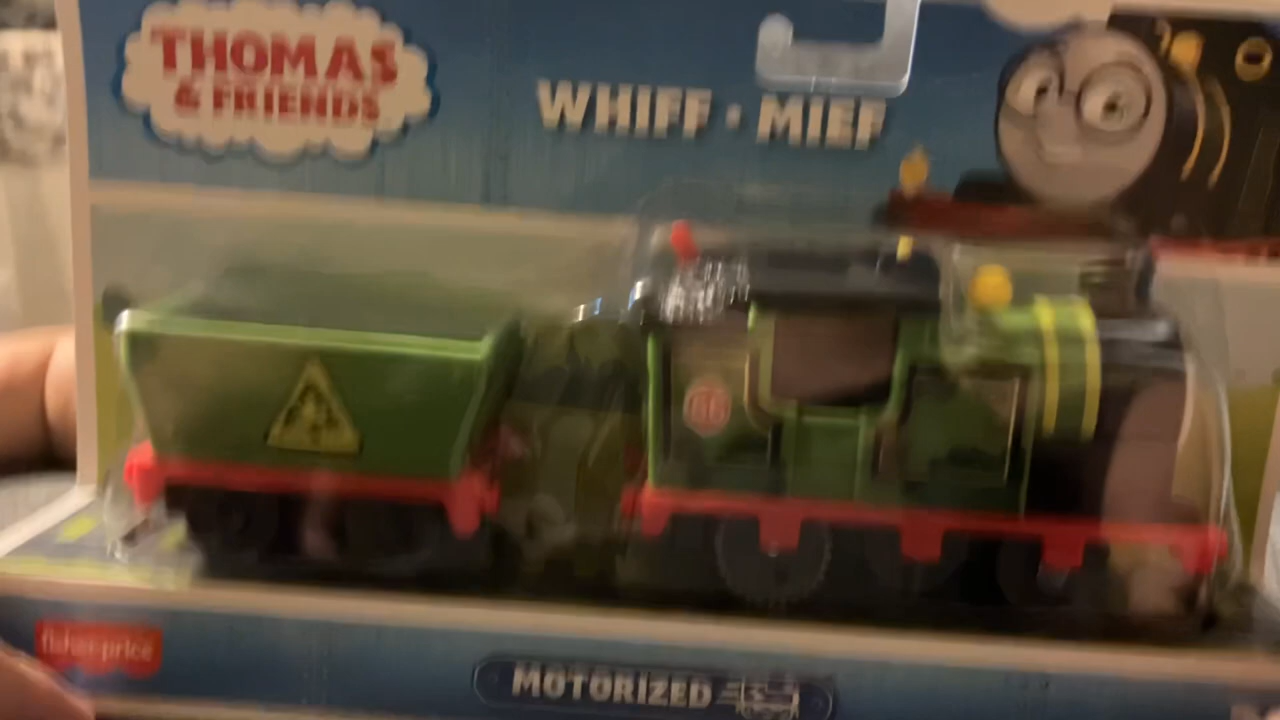 THOMAS
& FRIENDS
WHIFF · MIEF
fisher-price
MOTORIZED